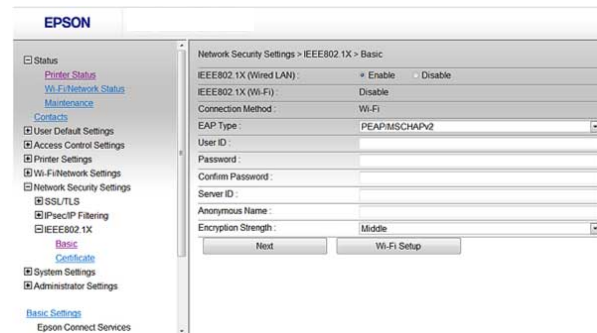 EPSON
Status
Printer Status
Wi-Fi/Network Status
Maintenance
Contacts
User Default Settings
Access Control Settings
Printer Settings
Wi-Fi/Network Settings
Network Security Settings
SSL/TLS
IPsec/IP Filtering
IEEE802.1X
Basic
Certificate
System Settings
Administrator Settings
Basic Settings
Epson Connect Services
Network Security Settings > IEEE802.1X > Basic
IEEE802.1X (Wired LAN) : Enable Disable
IEEE802.1X (Wi-Fi) : Disable
Connection Method : Wi-Fi
EAP Type : PEAP/MSCHAPv2
User ID :
Password :
Confirm Password :
Server ID :
Anonymous Name :
Encryption Strength : Middle
Next Wi-Fi Setup